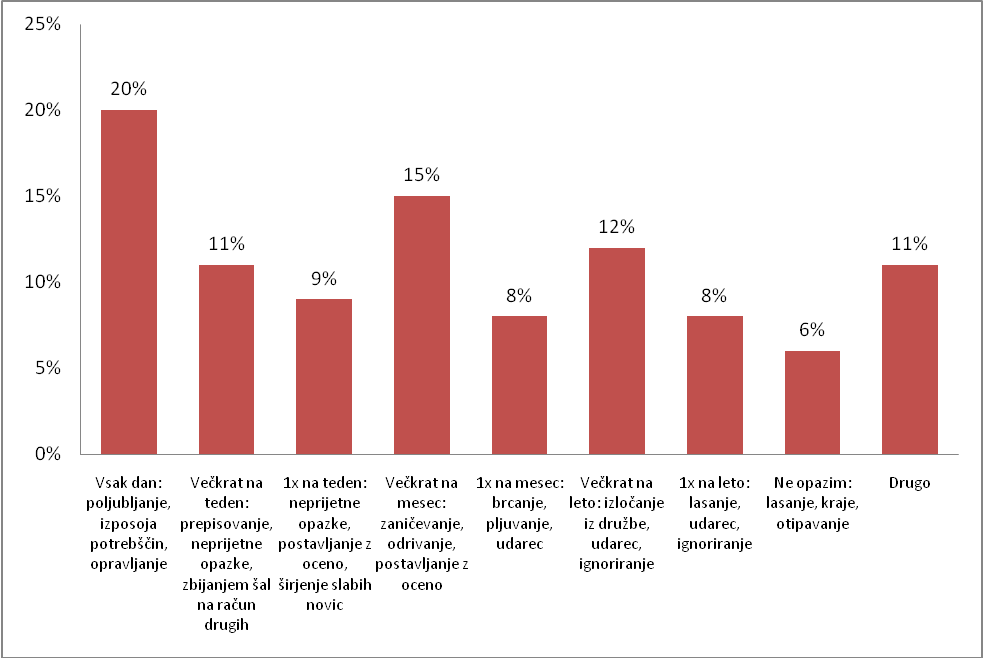 25%
20%
15%
10%
5%
0%
20%
11%
9%
15%
8%
12%
8%
6%
11%
Vsak dan:
poljubljanje,
izposoja
potrebščin,
opravljanje
Večkrat na
teden:
prepisovanje,
neprijetne
opazke,
zbijanjem šal
na račun
drugih
1x na teden:
neprijetne
opazke,
postavljanje z
oceno,
širjenje slabih
novic
Večkrat na
mesec:
zaničevanje,
odrivanje,
postavljanje z
oceno
1x na mesec:
brcanje,
pljuvanje,
udarec
Večkrat na
leto: izločanje
iz družbe,
udarec,
ignoriranje
1x na leto:
lasanje,
udarec,
ignoriranje
Ne opazim:
lasanje, kraje,
otipavanje
Drugo